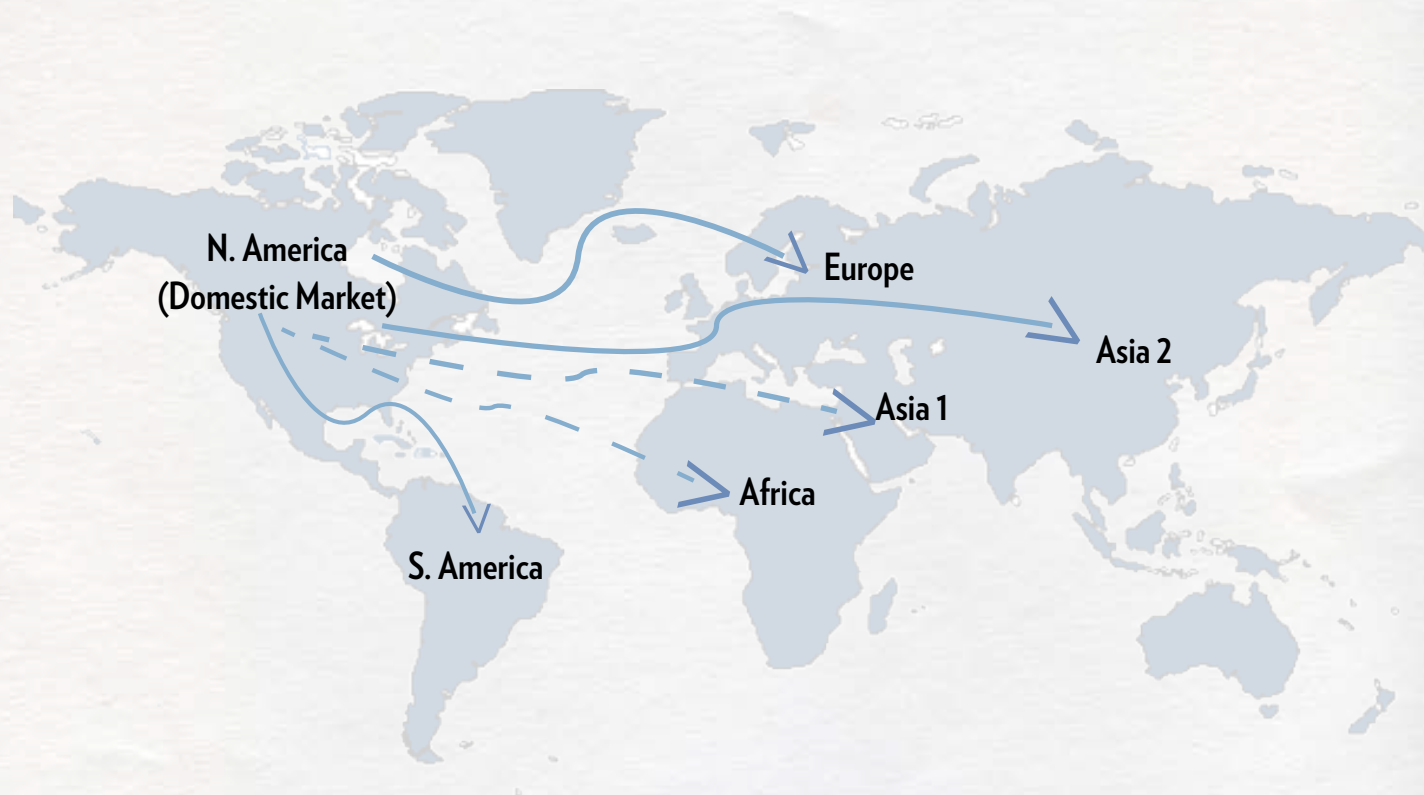 N. America
(Domestic Market)
Europe
Asia 2
Asia 1
Africa
S. America